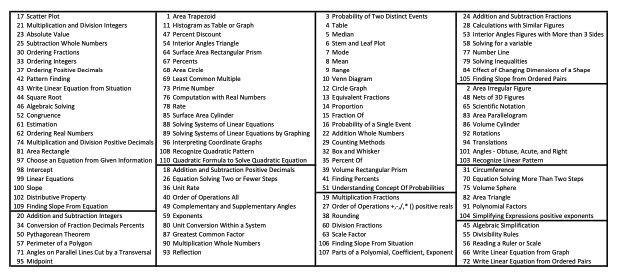 17 Scatter Plot
21 Multiplication and Division Integers
23 Absolute Value
25 Subtraction Whole Numbers
30 Ordering Fractions
33 Ordering Integers
37 Ordering Positive Decimals
42 Pattern Finding
43 Write Linear Equation from Situation
44 Square Root
46 Algebraic Solving
52 Congruence
61 Estimation
62 Ordering Real Numbers
74 Multiplication and Division Positive Decimals
81 Area Rectangle
97 Choose an Equation from Given Information
98 Intercept
99 Linear Equations
100 Slope
102 Distributive Property
109 Finding Slope From Equation
20 Addition and Subtraction Integers
34 Conversion of Fraction Decimals Percents
50 Pythagorean Theorem
57 Perimeter of a Polygon
71 Angles on Parallel Lines Cut by a Transversal
95 Midpoint
1 Area Trapezoid
11 Histogram as Table or Graph
47 Percent Discount
54 Interior Angles Triangle
64 Surface Area Rectangular Prism
67 Percents
68 Area Circle
69 Least Common Multiple
73 Prime Number
76 Computation with Real Numbers
78 Rate
85 Surface Area Cylinder
88 Solving Systems of Linear Equations
89 Solving Systems of Linear Equations by Graphing
96 Interpreting Coordinate Graphs
108 Recognize Quadratic Pattern
110 Quadratic Formula to Solve Quadratic Equation
18 Addition and Subtraction Positive Decimals
26 Equation Solving Two or Fewer Steps
36 Unit Rate
40 Order of Operations All
49 Complementary and Supplementary Angles
59 Exponents
80 Unit Conversion Within a System
87 Greatest Common Factor
90 Multiplication Whole Numbers
93 Reflection
3 Probability of Two Distinct Events
4 Table
5 Median
6 Stem and Leaf Plot
7 Mode
8 Mean
9 Range
10 Venn Diagram
12 Circle Graph
13 Equivalent Fractions
14 Proportion
15 Fraction Of
16 Probability of a Single Event
22 Addition Whole Numbers
29 Counting Methods
32 Box and Whisker
35 Percent Of
39 Volume Rectangular Prism
41 Finding Percents
51 Understanding Concept Of Probabilities
19 Multiplication Fractions
27 Order of Operations +,-,/,* () positive reals
38 Rounding
60 Division Fractions
63 Scale Factor
106 Finding Slope From Situation
107 Parts of a Polynomial, Coefficient, Exponent
24 Addition and Subtraction Fractions
28 Calculations with Similar Figures
53 Interior Angles Figures with More than 3 Sides
58 Solving for a variable
77 Number Line
79 Solving Inequalities
84 Effect of Changing Dimensions of a Shape
105 Finding Slope from Ordered Pairs
2 Area Irregular Figure
48 Nets of 3D Figures
65 Scientific Notation
83 Area Parallelogram
86 Volume Cylinder
92 Rotations
94 Translations
101 Angles - Obtuse, Acute, and Right
103 Recognize Linear Pattern
31 Circumference
70 Equation Solving More Than Two Steps
75 Volume Sphere
82 Area Triangle
91 Polynomial Factors
104 Simplifying Expressions positive exponents
45 Algebraic Simplification
55 Divisibility Rules
56 Reading a Ruler or Scale
66 Write Linear Equation from Graph
72 Write Linear Equation from Ordered Pairs